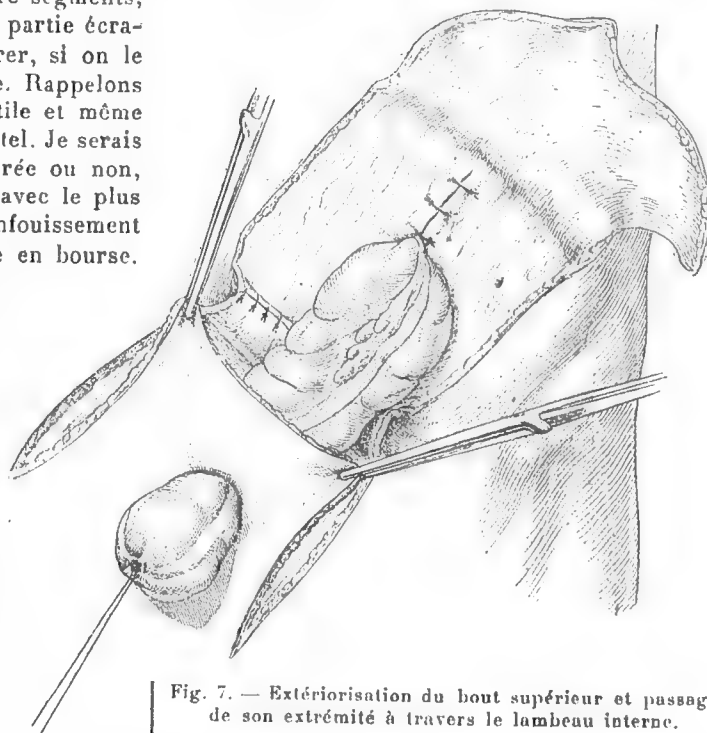 re segments,
partie écra-
rer, si on le
e. Rappelons
tile et même
tel. Je serais
rée ou non,
avec le plus
nfouissement
e en bourse.
Fig. 7. — Extériorisation du bout supérieur et passag
de son extrémité à travers le lambeau interne.